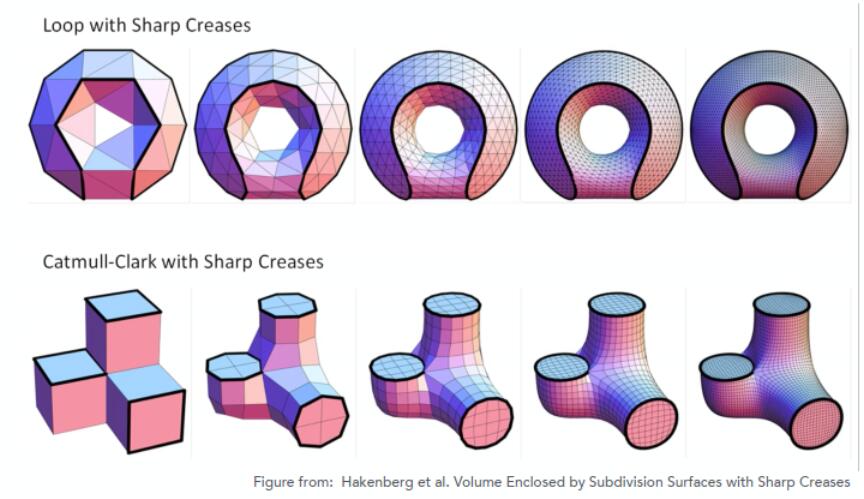 Loop with Sharp Creases
Catmull-Clark with Sharp Creases
Figure from: Hakenberg et al. Volume Enclosed by Subdivision Surfaces with Sharp Creases